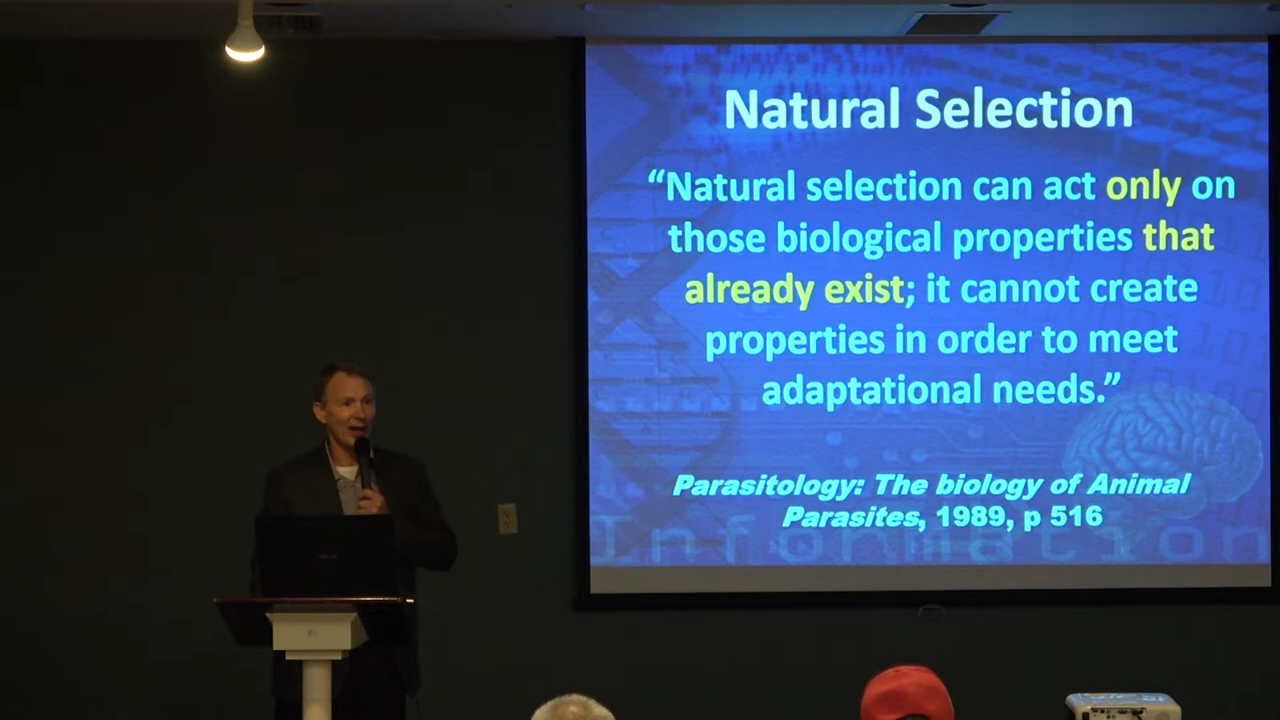 Natural Selection
“Natural selection can act only on
those biological properties that
already exist; it cannot create
properties in order to meet
adaptational needs.”
Parasitology: The biology of Animal
Parasites, 1989, p 516
Information